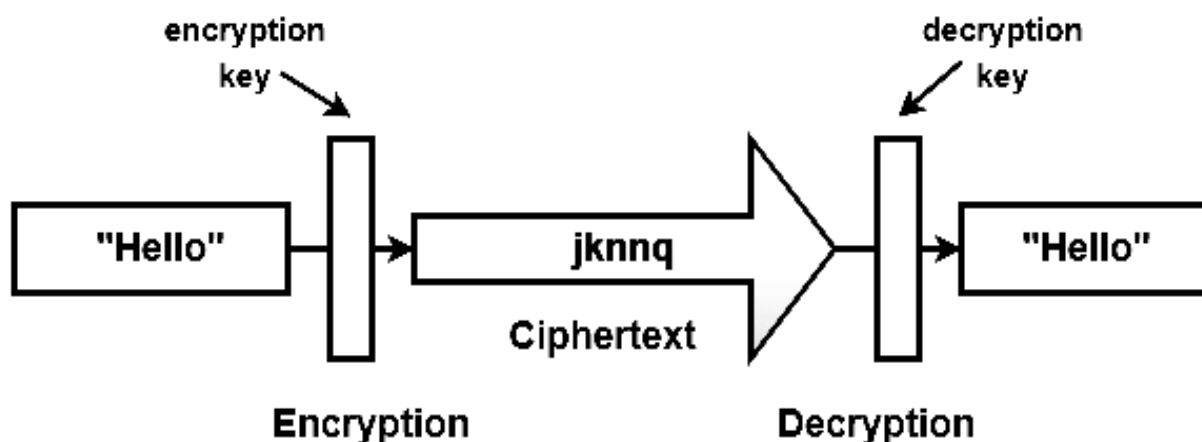 encryption
key
decryption
key
"Hello"
jknnq
"Hello"
Ciphertext
Encryption
Decryption